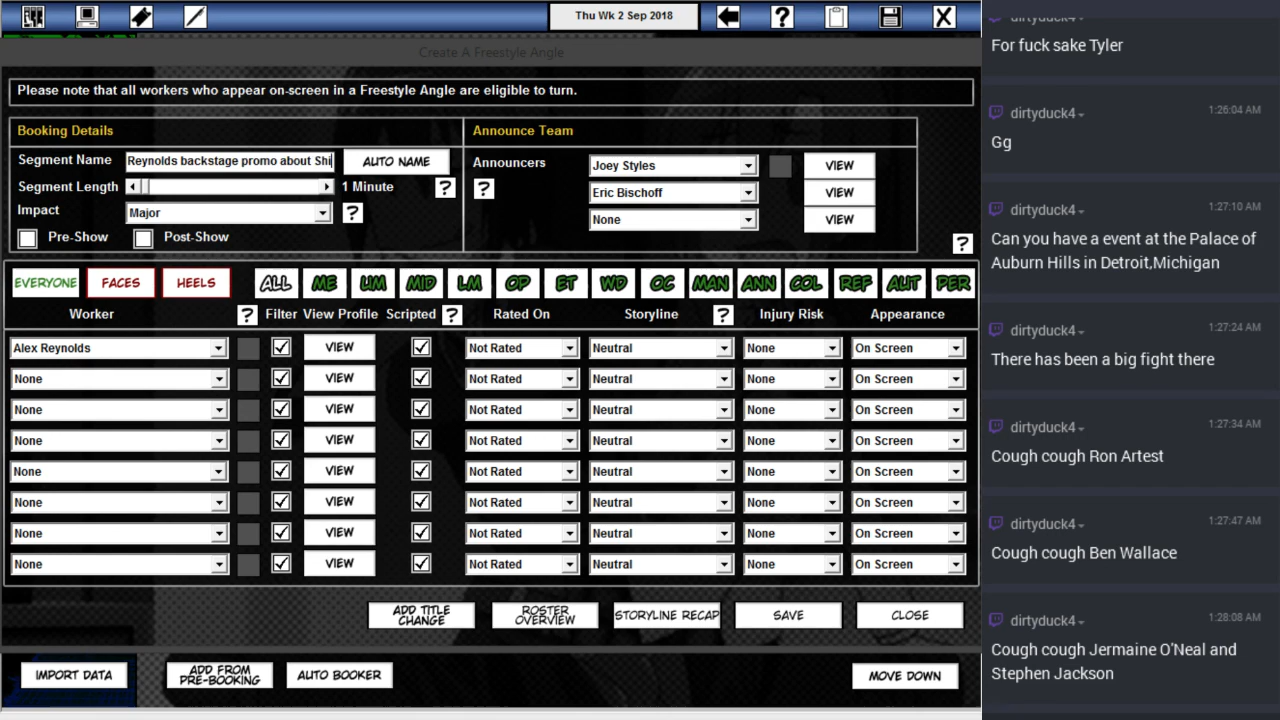 Thu Wk 2 Sep 2018
Create A Freestyle Angle
Please note that all workers who appear on-screen in a Freestyle Angle are eligible to turn.
Booking Details
Segment Name
Reynolds backstage promo about Shi
AUTO NAME
Segment Length
1 Minute
?
Impact
Major
?
Pre-Show
Post-Show
Announce Team
Announcers
?
Joey Styles
VIEW
Eric Bischoff
VIEW
None
VIEW
?
EVERYONE FACES HEELS ALL ME UM MID LM OP ET WD OC MAN ANN COL REF AUT PER
Worker ? Filter View Profile Scripted ? Rated On Storyline ? Injury Risk Appearance
Alex Reynolds VIEW Not Rated Neutral None On Screen
None VIEW Not Rated Neutral None On Screen
None VIEW Not Rated Neutral None On Screen
None VIEW Not Rated Neutral None On Screen
None VIEW Not Rated Neutral None On Screen
None VIEW Not Rated Neutral None On Screen
None VIEW Not Rated Neutral None On Screen
None VIEW Not Rated Neutral None On Screen
ADD TITLE CHANGE
ROSTER OVERVIEW
STORYLINE RECAP
SAVE
CLOSE
IMPORT DATA
ADD FROM PRE-BOOKING
AUTO BOOKER
MOVE DOWN
dirtyduck4
For fuck sake Tyler
dirtyduck4 1:26:04 AM
Gg
dirtyduck4 1:27:10 AM
Can you have a event at the Palace of
Auburn Hills in Detroit,Michigan
dirtyduck4 1:27:24 AM
There has been a big fight there
dirtyduck4 1:27:34 AM
Cough cough Ron Artest
dirtyduck4 1:27:47 AM
Cough cough Ben Wallace
dirtyduck4 1:28:08 AM
Cough cough Jermaine O'Neal and
Stephen Jackson